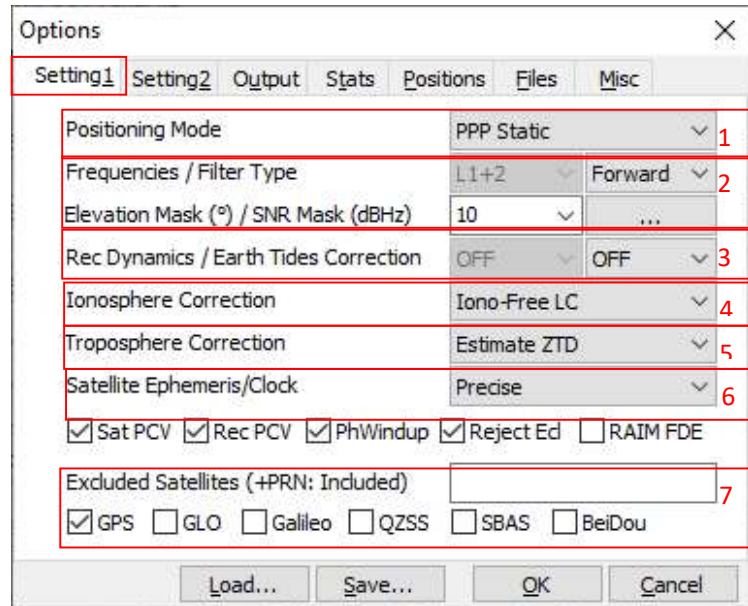 Options
Setting1 Setting2 Output Stats Positions Files Misc
Positioning Mode PPP Static 1
Frequencies / Filter Type L1+2 Forward 2
Elevation Mask (°) / SNR Mask (dBHz) 10 ...
Rec Dynamics / Earth Tides Correction OFF OFF 3
Ionosphere Correction Iono-Free LC 4
Troposphere Correction Estimate ZTD 5
Satellite Ephemeris/Clock Precise 6
Sat PCV Rec PCV PhWindup Reject Ecl RAIM FDE
Excluded Satellites (+PRN: Included) 7
GPS GLO Galileo QZSS SBAS BeiDou
Load... Save... OK Cancel